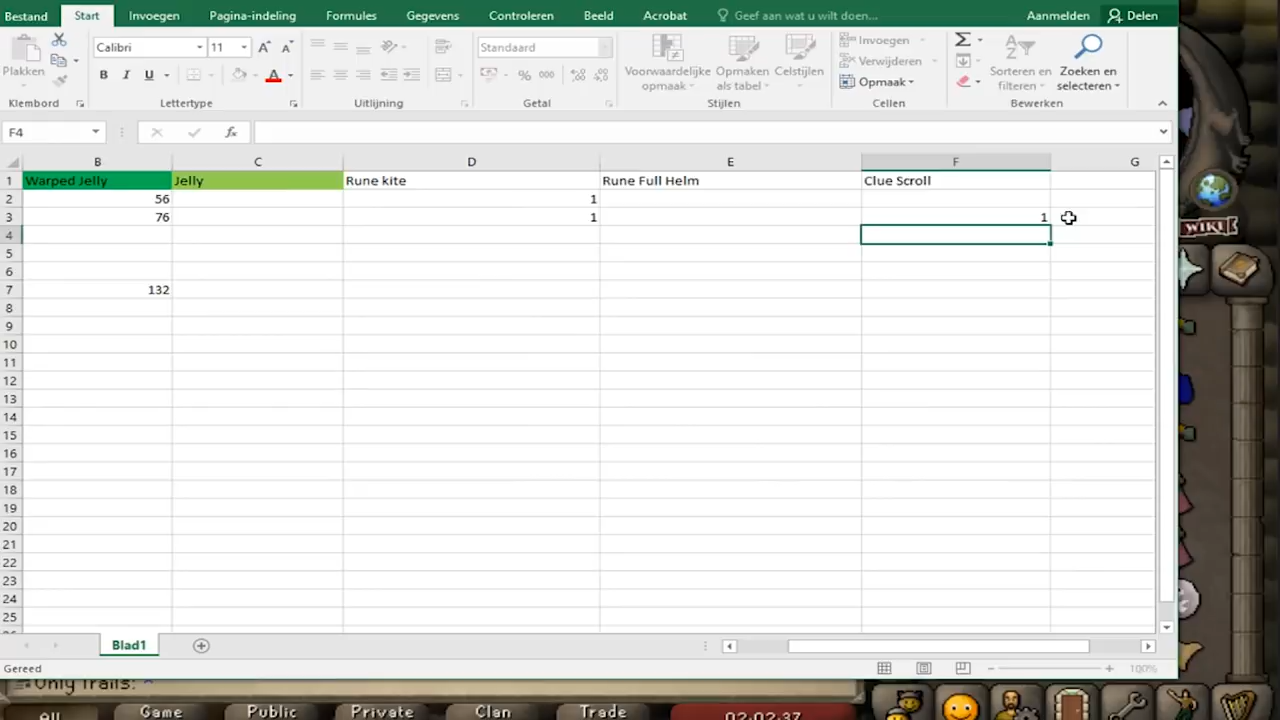 Bestand Start Invoegen Pagina-indeling Formules Gegevens Controleren Beeld Acrobat Geef aan wat u wilt doen... Aanmelden Delen
Plakken
Calibri 11
B I U A
Standaard
% 000
Voorwaardelijke opmaak
Opmaken als tabel
Celstijlen
Invoegen
Verwijderen
Opmaak
Sorteren en filteren
Zoeken en selecteren
Klembord Lettertype Uitlijning Getal Stijlen Cellen Bewerken
F4 fx
B C D E F G
1 Warped Jelly Jelly Rune kite Rune Full Helm Clue Scroll
2 56 1
3 76 1 1
4
5
6
7 132
8
9
10
11
12
13
14
15
16
17
18
19
20
21
22
23
24
25
Blad1
Gereed 100%
WIKI
Only Trails:
All Game Public Private Clan Trade 02:02:37